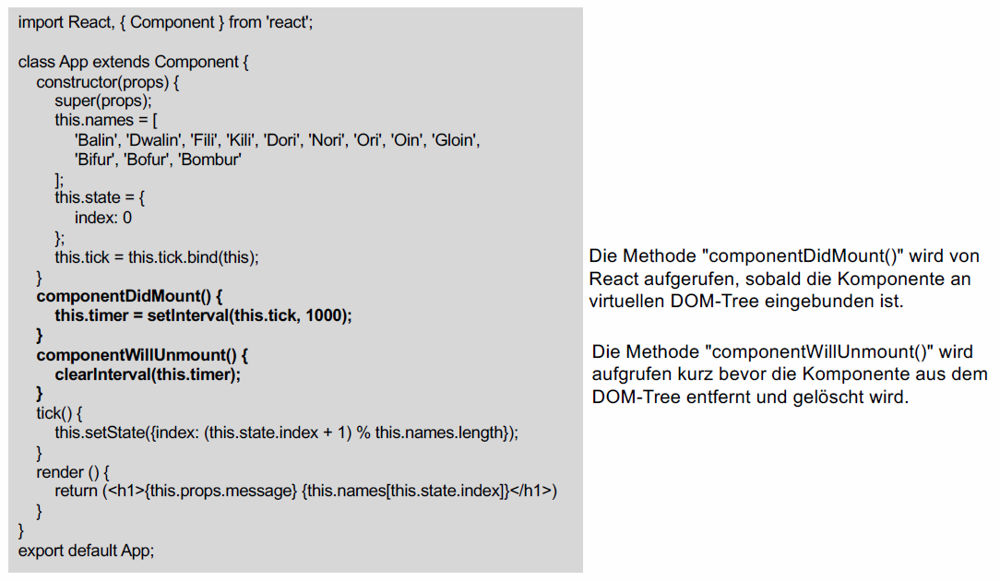 import React, { Component } from 'react';
class App extends Component {
constructor(props) {
super(props);
this.names = [
'Balin', 'Dwalin', 'Fili', 'Kili', 'Dori', 'Nori', 'Ori', 'Oin', 'Gloin',
'Bifur', 'Bofur', 'Bombur'
];
this.state = {
index: 0
};
this.tick = this.tick.bind(this);
}
componentDidMount() {
this.timer = setInterval(this.tick, 1000);
}
componentWillUnmount() {
clearInterval(this.timer);
}
tick() {
this.setState({index: (this.state.index + 1) % this.names.length});
}
render () {
return (<h1>{this.props.message} {this.names[this.state.index]}</h1>)
}
}
export default App;
Die Methode "componentDidMount()" wird von
React aufgerufen, sobald die Komponente an
virtuellen DOM-Tree eingebunden ist.
Die Methode "componentWillUnmount()" wird
aufgrufen kurz bevor die Komponente aus dem
DOM-Tree entfernt und gelöscht wird.